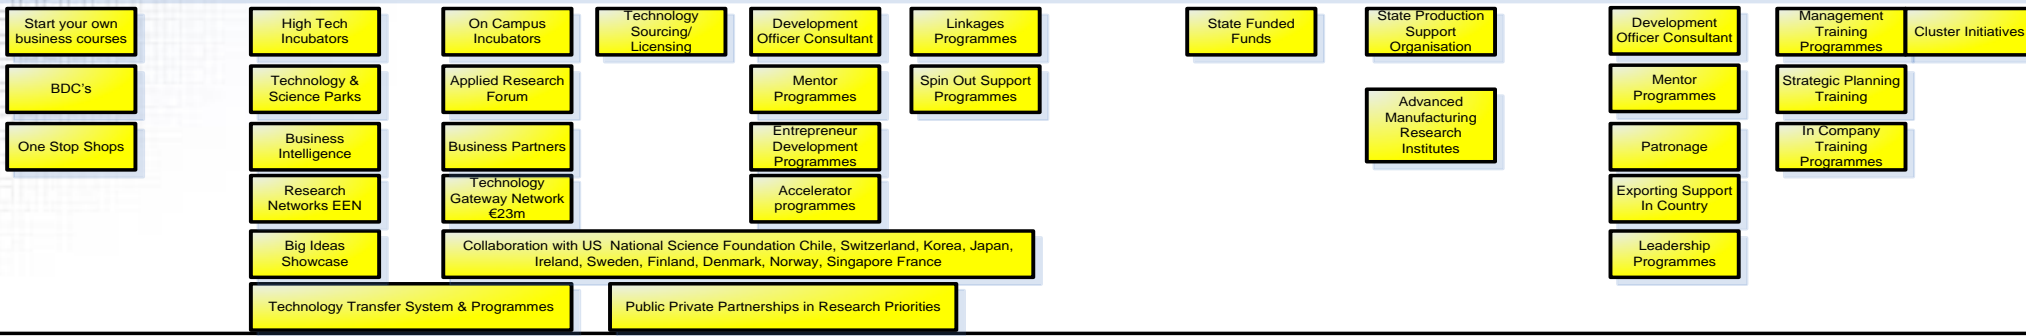 Start your own
business courses
BDC's
One Stop Shops
High Tech
Incubators
Technology &
Science Parks
Business
Intelligence
Research
Networks EEN
Big Ideas
Showcase
On Campus
Incubators
Applied Research
Forum
Business Partners
Technology
Gateway Network
€23m
Technology
Sourcing/
Licensing
Development
Officer Consultant
Mentor
Programmes
Entrepreneur
Development
Programmes
Accelerator
programmes
Linkages
Programmes
Spin Out Support
Programmes
Collaboration with US  National Science Foundation Chile, Switzerland, Korea, Japan,
Ireland, Sweden, Finland, Denmark, Norway, Singapore France
Technology Transfer System & Programmes
Public Private Partnerships in Research Priorities
State Funded
Funds
State Production
Support
Organisation
Advanced
Manufacturing
Research
Institutes
Development
Officer Consultant
Mentor
Programmes
Patronage
Exporting Support
In Country
Leadership
Programmes
Management
Training
Programmes
Strategic Planning
Training
In Company
Training
Programmes
Cluster Initiatives